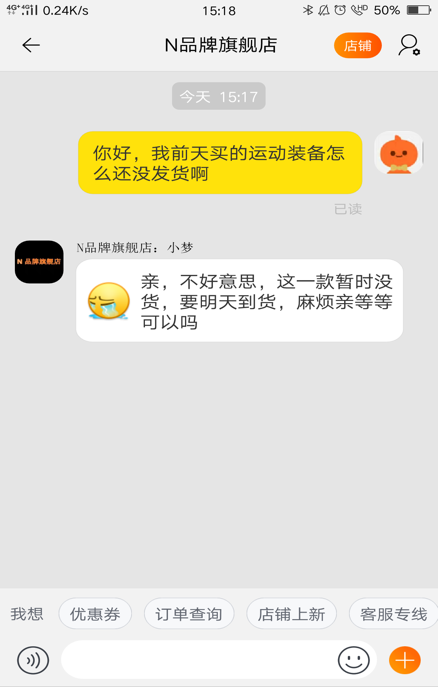 4G+ 4G 0.24K/s 15:18 HD 50%
N品牌旗舰店 店铺
今天 15:17
你好，我前天买的运动装备怎
么还没发货啊
已读
N品牌旗舰店：小梦
N 品牌旗舰店
亲，不好意思，这一款暂时没
货，要明天到货，麻烦亲等等
可以吗
我想 优惠券 订单查询 店铺上新 客服专线